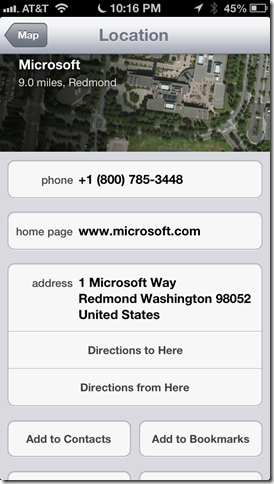 AT&T 10:16 PM 45%
Map Location
Microsoft
9.0 miles, Redmond
phone +1 (800) 785-3448
home page www.microsoft.com
address 1 Microsoft Way
Redmond Washington 98052
United States
Directions to Here
Directions from Here
Add to Contacts Add to Bookmarks